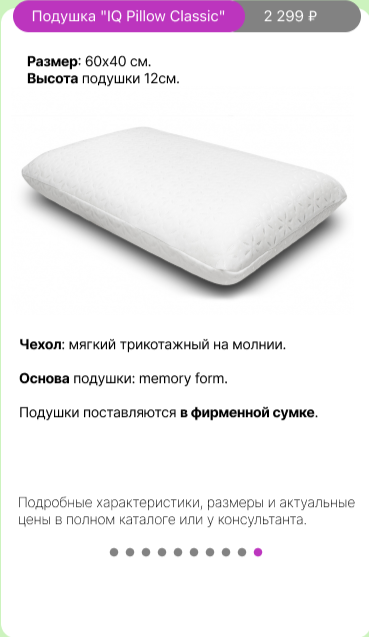 Подушка "IQ Pillow Classic" 2 299 ₽
Размер: 60x40 см.
Высота подушки 12см.
Чехол: мягкий трикотажный на молнии.
Основа подушки: memory form.
Подушки поставляются в фирменной сумке.
Подробные характеристики, размеры и актуальные
цены в полном каталоге или у консультанта.